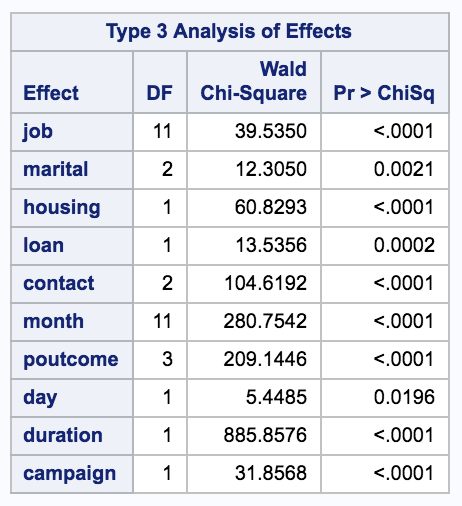 Type 3 Analysis of Effects
Effect DF Wald Chi-Square Pr > ChiSq
job 11 39.5350 <.0001
marital 2 12.3050 0.0021
housing 1 60.8293 <.0001
loan 1 13.5356 0.0002
contact 2 104.6192 <.0001
month 11 280.7542 <.0001
poutcome 3 209.1446 <.0001
day 1 5.4485 0.0196
duration 1 885.8576 <.0001
campaign 1 31.8568 <.0001